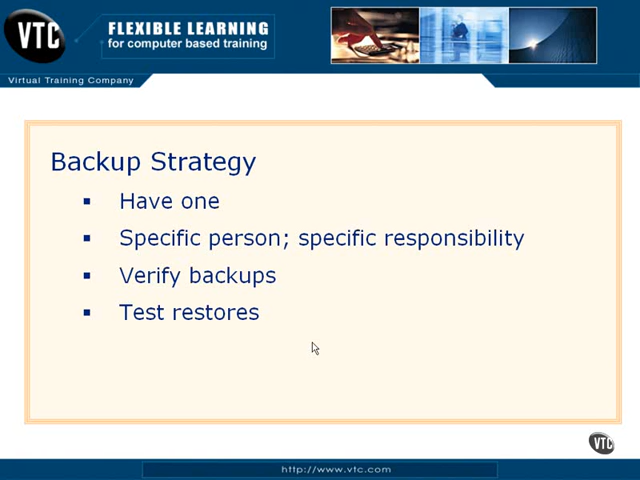 VTC
FLEXIBLE LEARNING
for computer based training
Virtual Training Company
Backup Strategy
▪ Have one
▪ Specific person; specific responsibility
▪ Verify backups
▪ Test restores
VTC
http://www.vtc.com